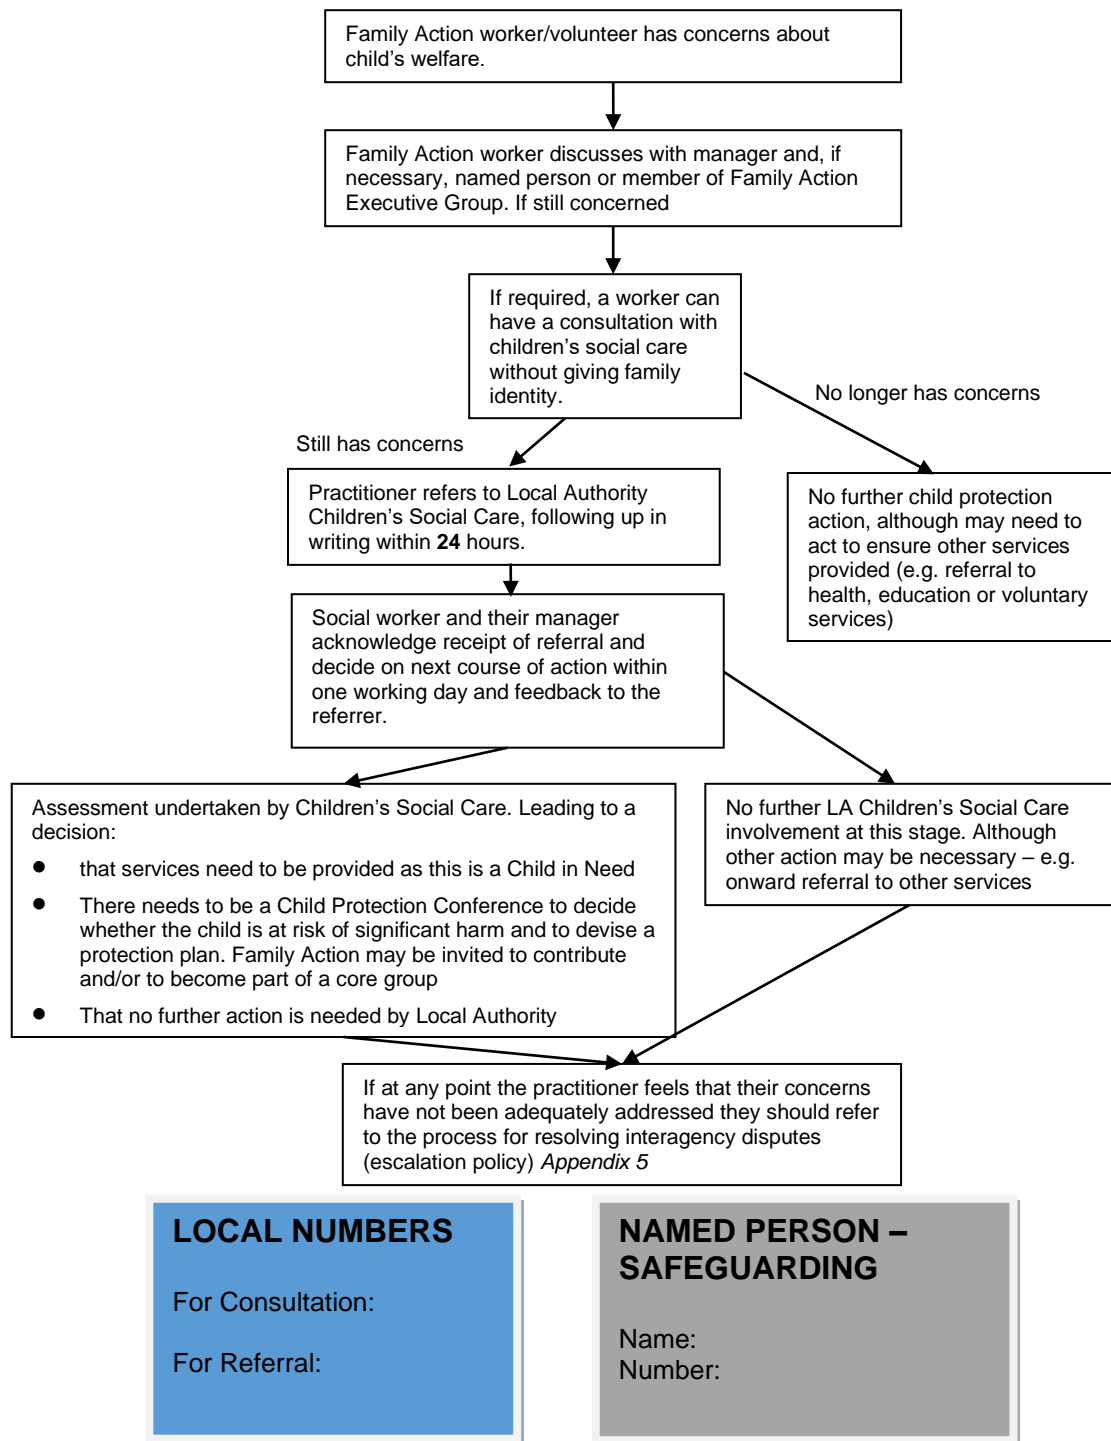 Family Action worker/volunteer has concerns about
child’s welfare.
Family Action worker discusses with manager and, if
necessary, named person or member of Family Action
Executive Group. If still concerned
If required, a worker can
have a consultation with
children’s social care
without giving family
identity.
No longer has concerns
Still has concerns
Practitioner refers to Local Authority
Children’s Social Care, following up in
writing within 24 hours.
No further child protection
action, although may need to
act to ensure other services
provided (e.g. referral to
health, education or voluntary
services)
Social worker and their manager
acknowledge receipt of referral and
decide on next course of action within
one working day and feedback to the
referrer.
Assessment undertaken by Children’s Social Care. Leading to a
decision:
● that services need to be provided as this is a Child in Need
● There needs to be a Child Protection Conference to decide
whether the child is at risk of significant harm and to devise a
protection plan. Family Action may be invited to contribute
and/or to become part of a core group
● That no further action is needed by Local Authority
No further LA Children’s Social Care
involvement at this stage. Although
other action may be necessary – e.g.
onward referral to other services
If at any point the practitioner feels that their concerns
have not been adequately addressed they should refer
to the process for resolving interagency disputes
(escalation policy) Appendix 5
LOCAL NUMBERS
For Consultation:
For Referral:
NAMED PERSON –
SAFEGUARDING
Name:
Number: